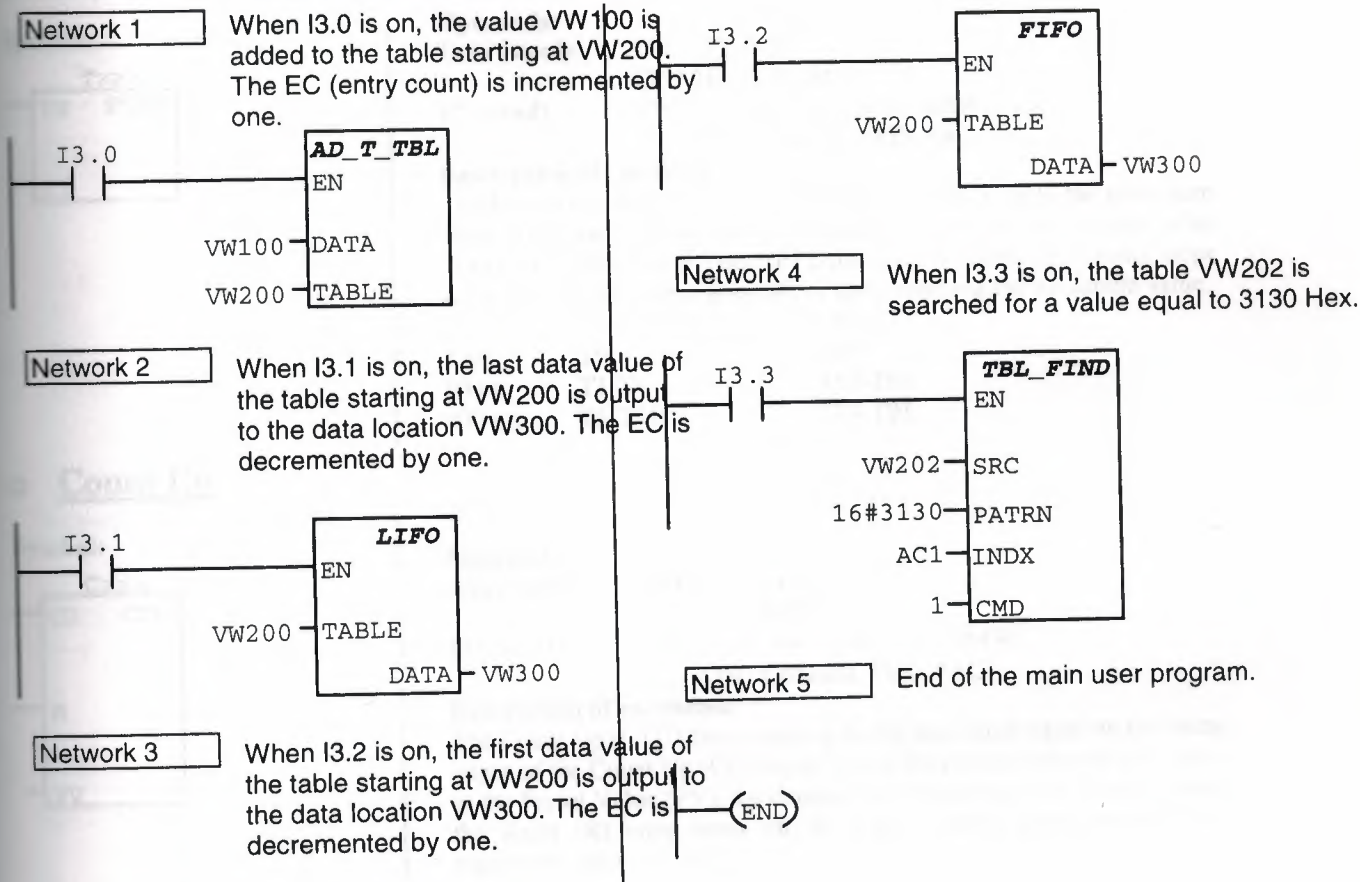 Network 1
When I3.0 is on, the value VW100 is
added to the table starting at VW200.
The EC (entry count) is incremented by
one.
I3.0
AD_T_TBL
EN
VW100
DATA
VW200
TABLE
Network 2
When I3.1 is on, the last data value of
the table starting at VW200 is output
to the data location VW300. The EC is
decremented by one.
I3.1
LIFO
EN
VW200
TABLE
DATA
VW300
Network 3
When I3.2 is on, the first data value of
the table starting at VW200 is output to
the data location VW300. The EC is
decremented by one.
I3.2
FIFO
EN
VW200
TABLE
DATA
VW300
Network 4
When I3.3 is on, the table VW202 is
searched for a value equal to 3130 Hex.
I3.3
TBL_FIND
EN
VW202
SRC
16#3130
PATRN
AC1
INDX
1
CMD
Network 5
End of the main user program.
END